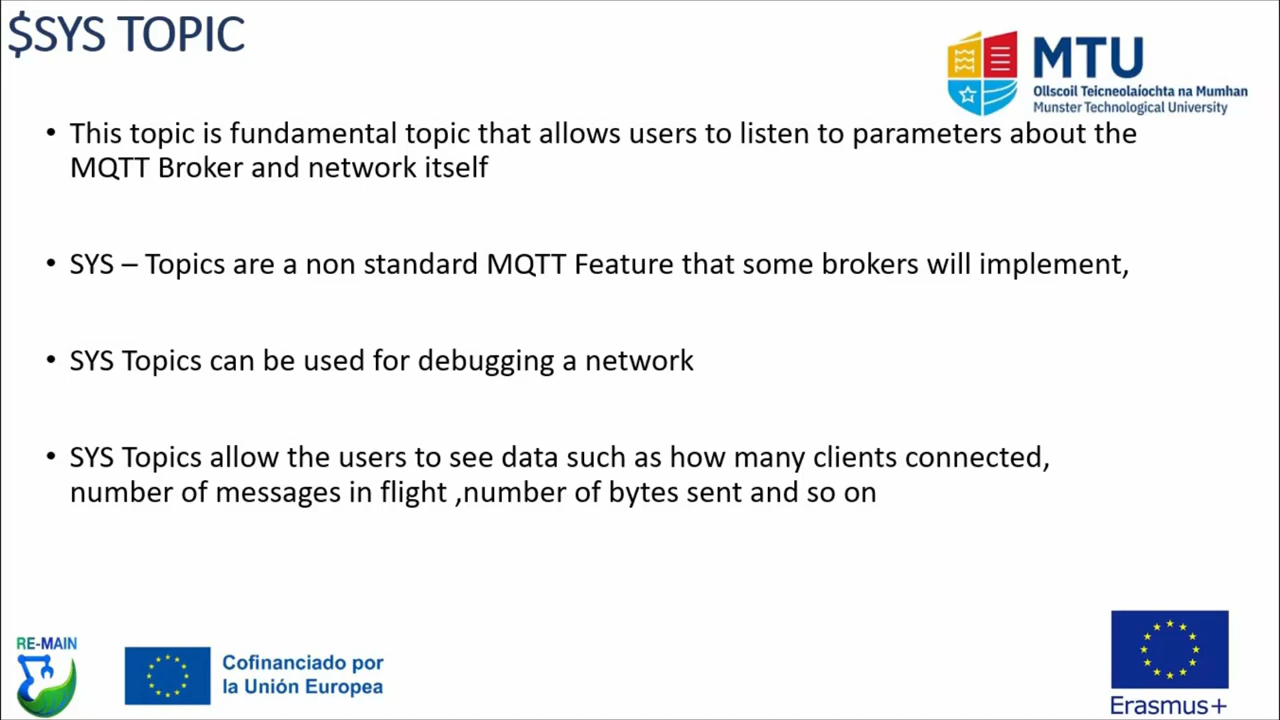 $SYS TOPIC
MTU
Ollscoil Teicneolaíochta na Mumhan
Munster Technological University
• This topic is fundamental topic that allows users to listen to parameters about the
MQTT Broker and network itself
• SYS – Topics are a non standard MQTT Feature that some brokers will implement,
• SYS Topics can be used for debugging a network
• SYS Topics allow the users to see data such as how many clients connected,
number of messages in flight ,number of bytes sent and so on
RE-MAIN
Cofinanciado por
la Unión Europea
Erasmus+